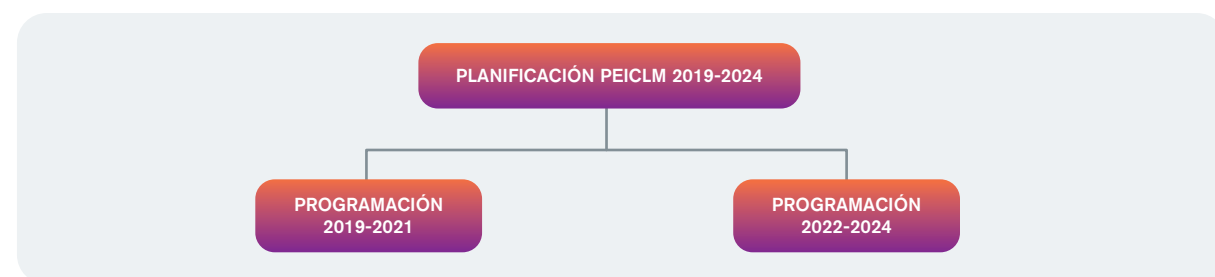 PLANIFICACIÓN PEICLM 2019-2024
PROGRAMACIÓN
2019-2021
PROGRAMACIÓN
2022-2024